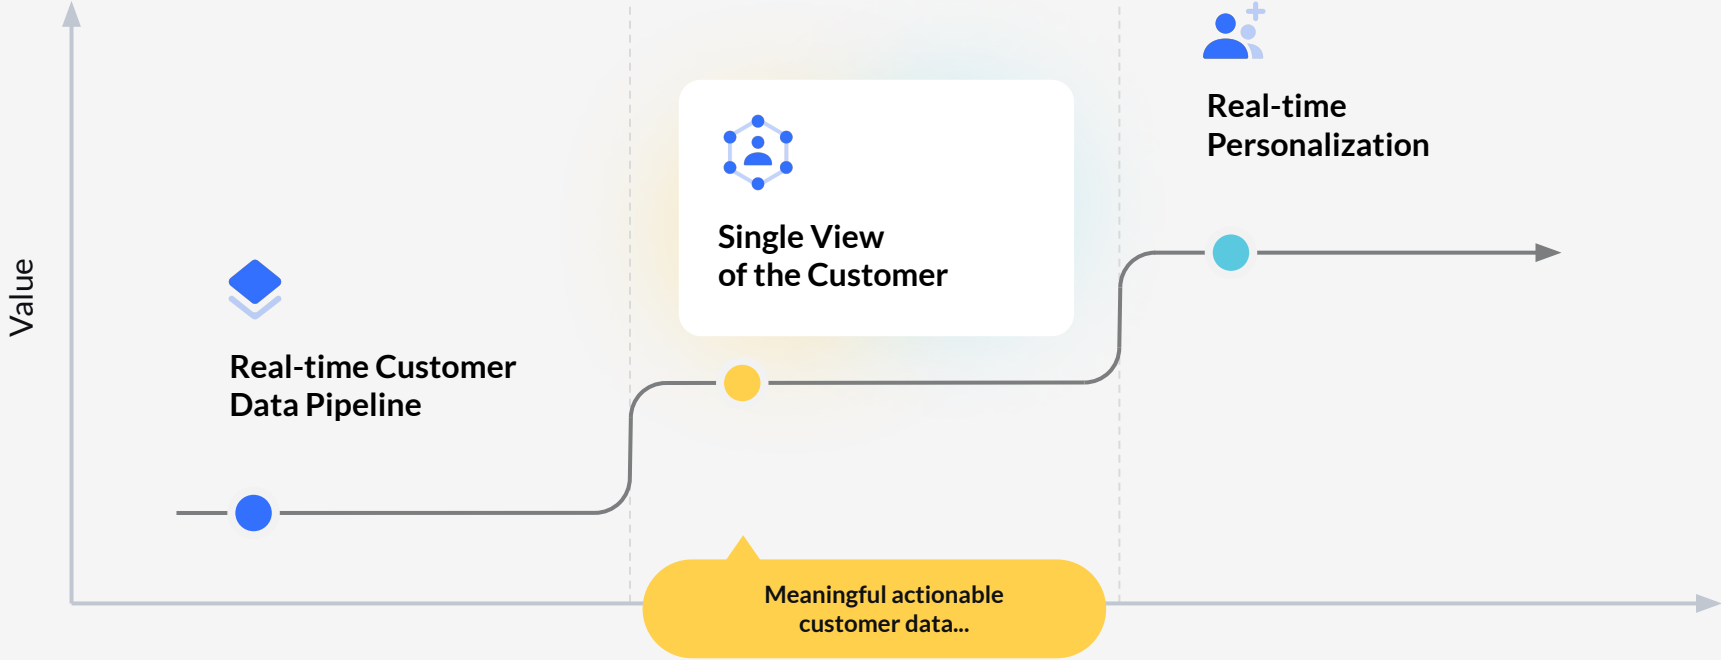 Value
Real-time Customer
Data Pipeline
Single View
of the Customer
Real-time
Personalization
Meaningful actionable
customer data...